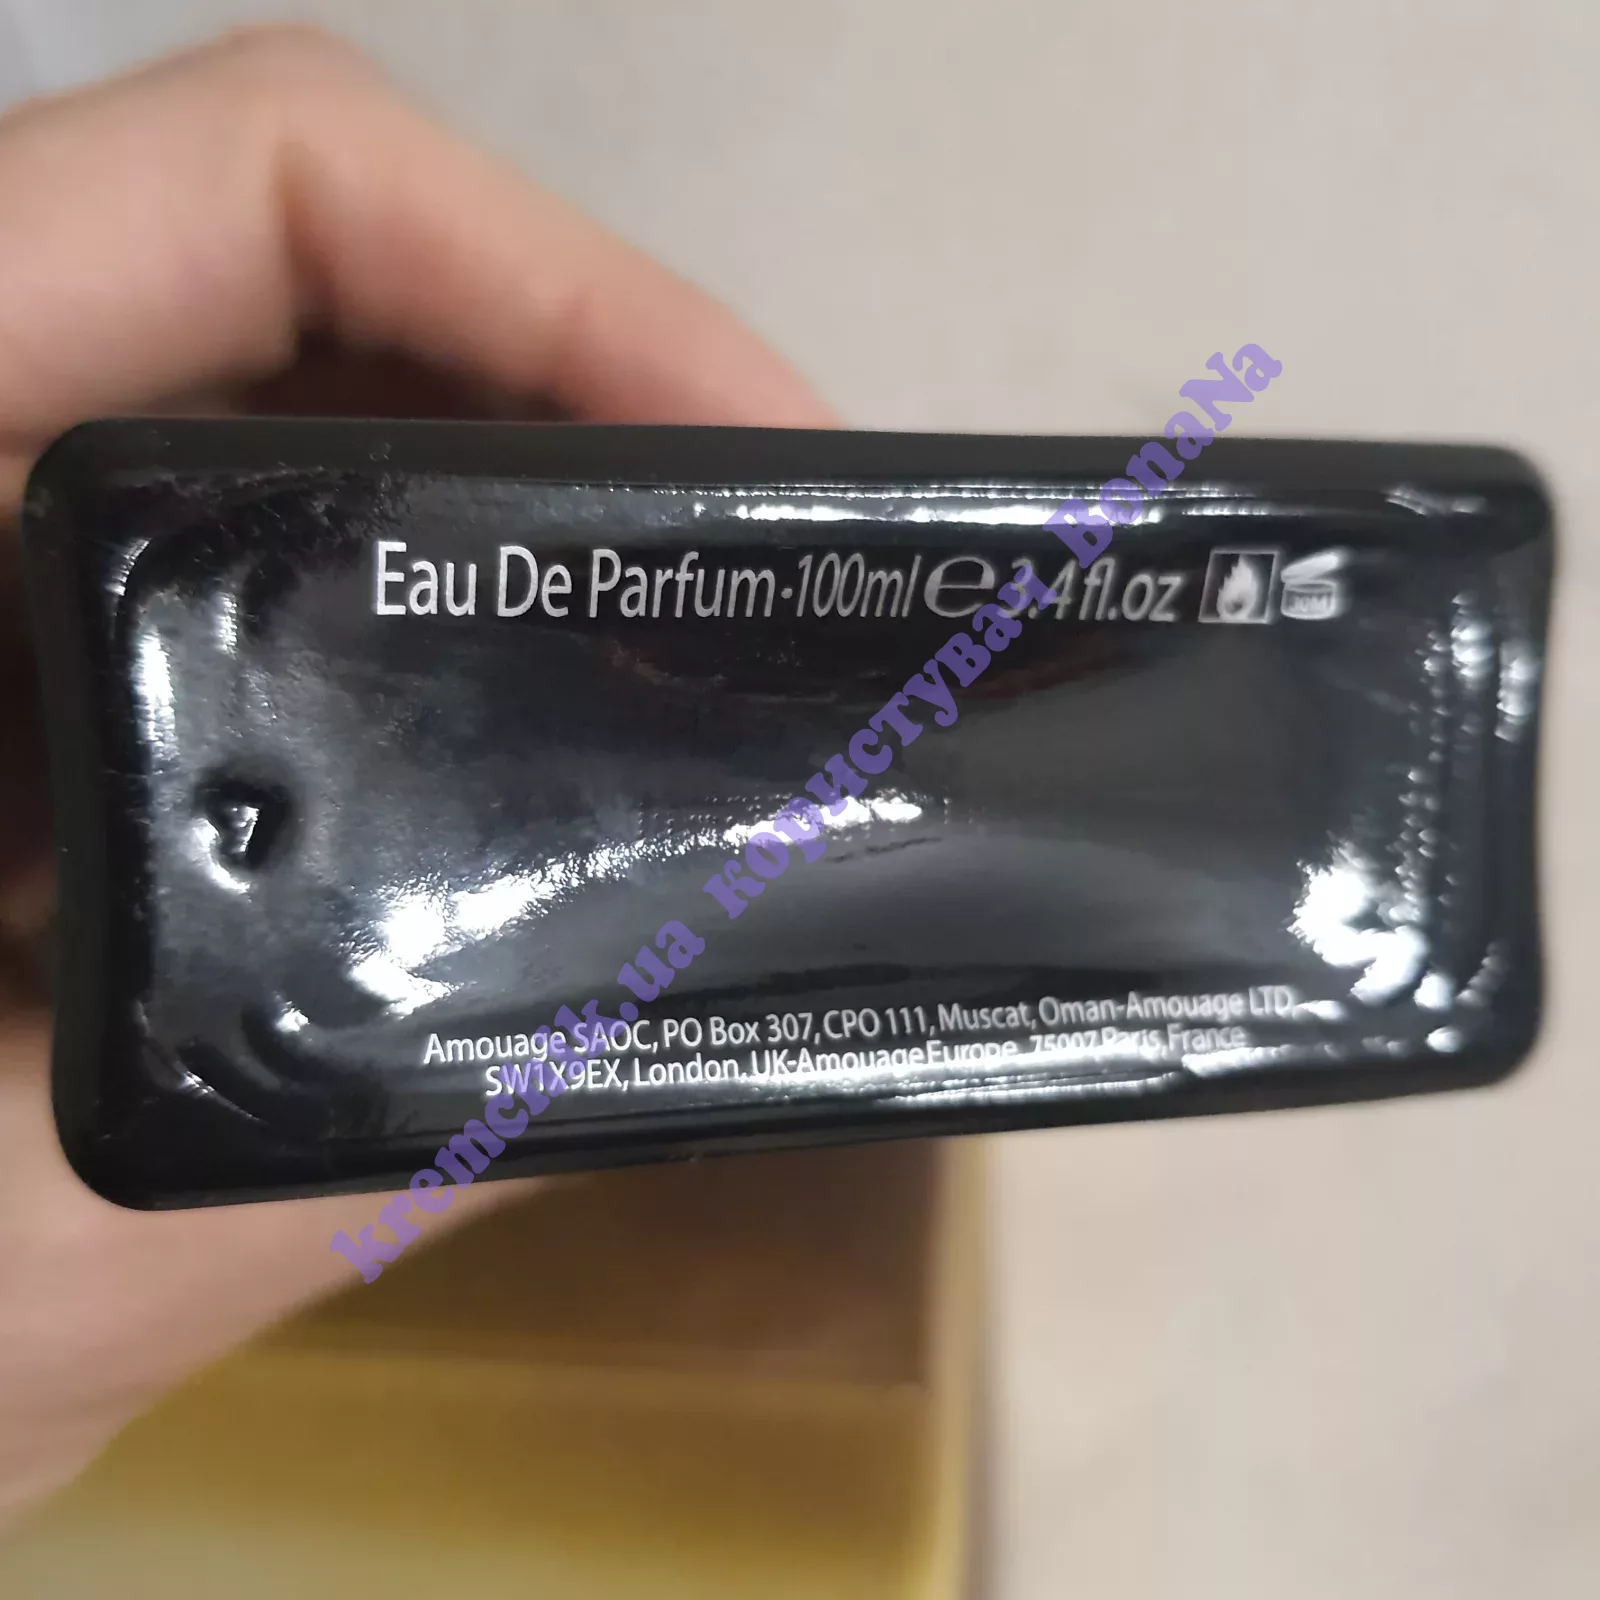 Eau De Parfum·100ml e 3.4 fl.oz
30M
Amouage SAOC, PO Box 307, CPO 111, Muscat, Oman-Amouage LTD,
SW1X9EX, London, UK-Amouage Europe, 75007 Paris, France
kremchik.ua користувач BonaNa